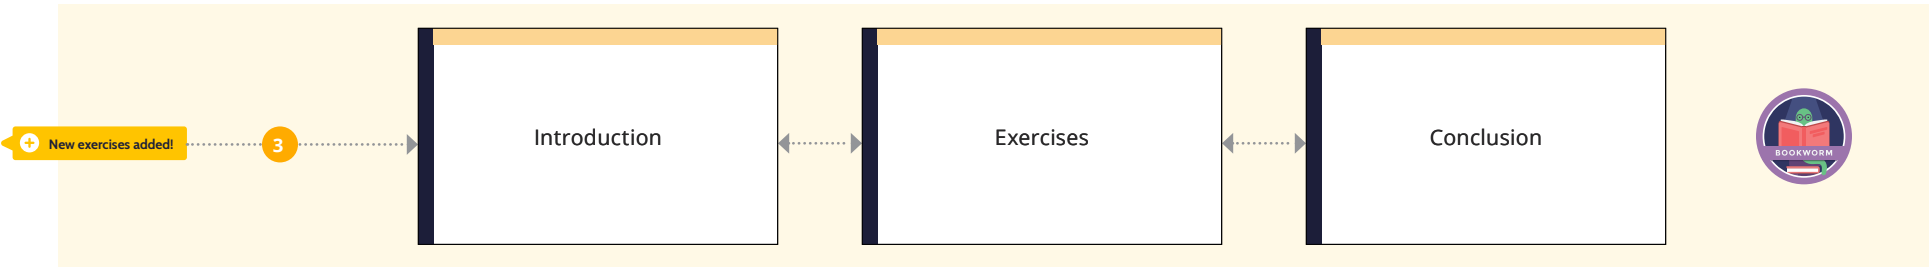 New exercises added!
3
Introduction
Exercises
Conclusion
BOOKWORM